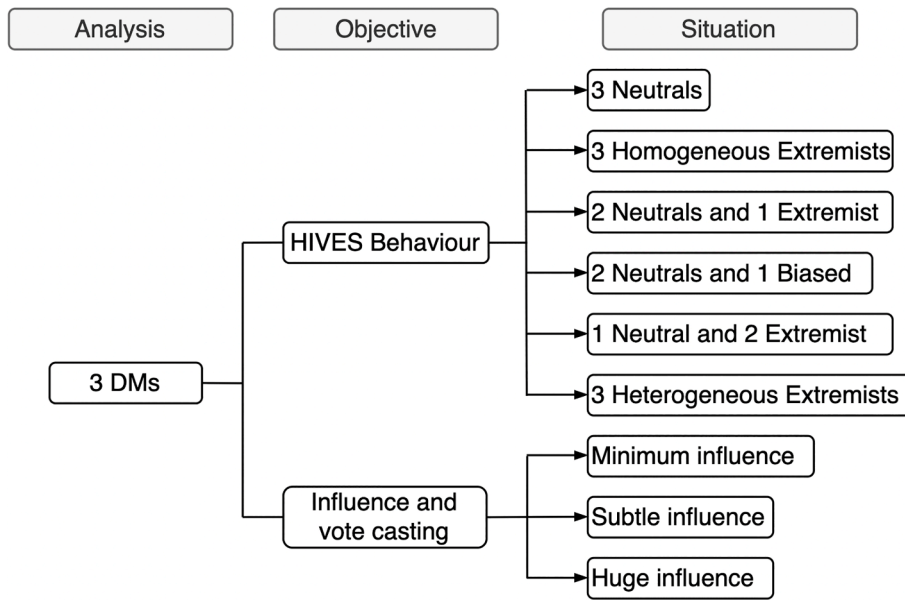 Analysis
Objective
Situation
3 Neutrals
3 Homogeneous Extremists
2 Neutrals and 1 Extremist
HIVES Behaviour
2 Neutrals and 1 Biased
1 Neutral and 2 Extremist
3 DMs
3 Heterogeneous Extremists
Minimum influence
Influence and
vote casting
Subtle influence
Huge influence